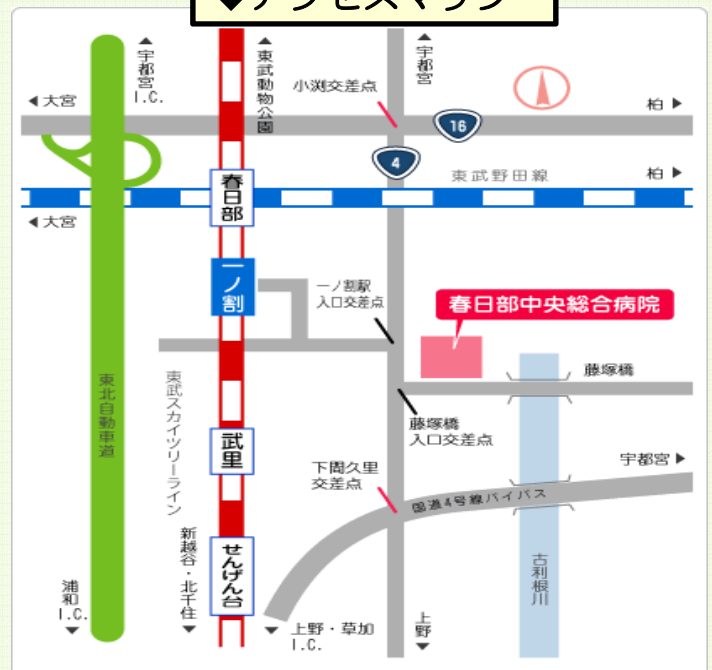 ◆アクセスマップ
▲宇都宮I.C.
▲東武動物公園
▲宇都宮
小渕交差点
◀大宮
柏▶
16
4
東武野田線
柏▶
◀大宮
春日部
一ノ割
一ノ割駅
入口交差点
春日部中央総合病院
藤塚橋
東北自動車道
東武スカイツリーライン
藤塚橋
入口交差点
武里
下間久里
交差点
宇都宮▶
国道4号線バイパス
せんげん台
新越谷・北千住▼
古利根川
浦和I.C.▼
▼上野・草加
I.C.
上野▼